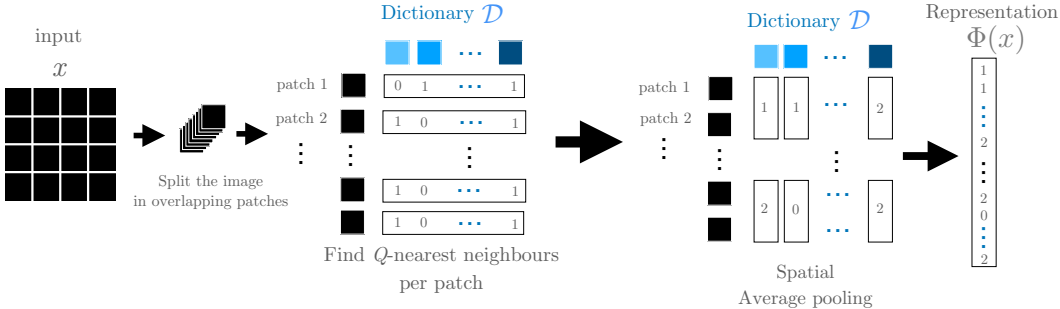 input
x
Split the image
in overlapping patches
Dictionary 𝒟
patch 1
0 1 ··· 1
patch 2
1 0 ··· 1
1 0 ··· 1
1 0 ··· 1
Find Q-nearest neighbours
per patch
Dictionary 𝒟
patch 1
patch 2
1 1 ··· 2
2 0 ··· 2
Spatial
Average pooling
Representation
Φ(x)
1
1
2
2
0
2